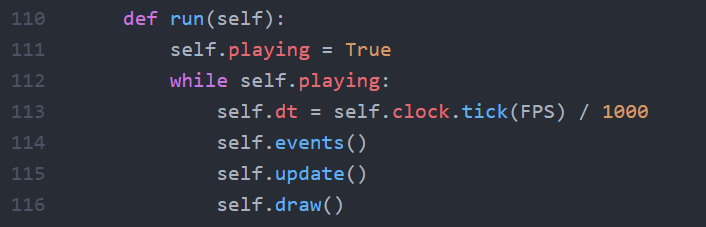 110 def run(self):
111 self.playing = True
112 while self.playing:
113 self.dt = self.clock.tick(FPS) / 1000
114 self.events()
115 self.update()
116 self.draw()